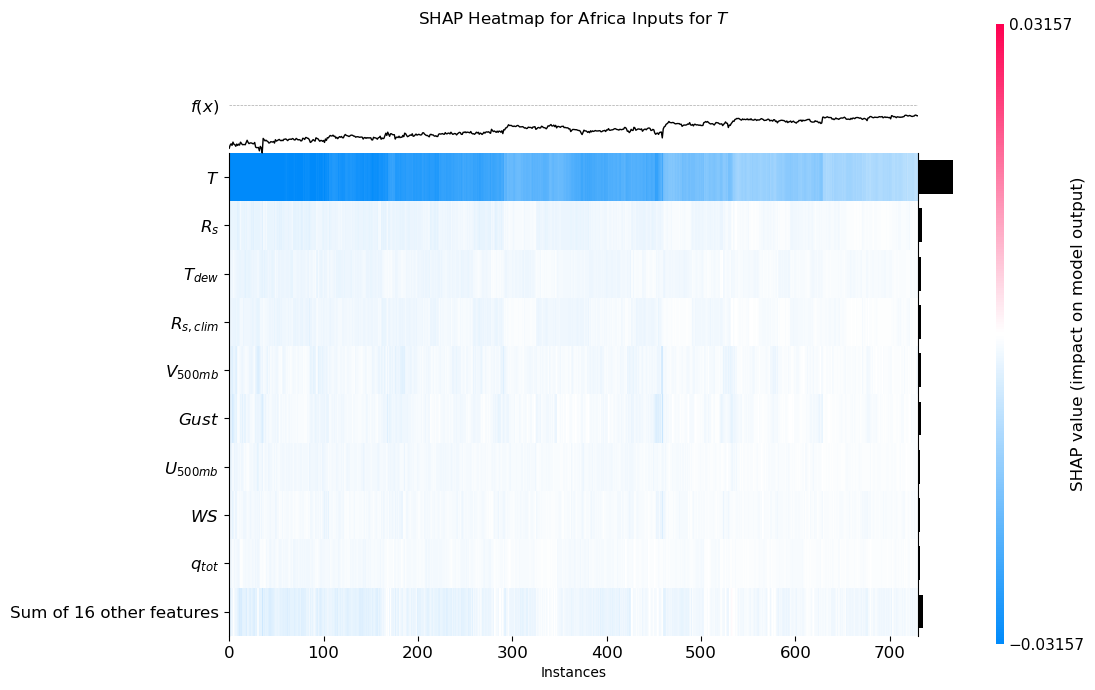 SHAP Heatmap for Africa Inputs for T
0.03157
f(x)
T
R_s
T_dew
R_s,clim
V_500mb
Gust
U_500mb
WS
q_tot
Sum of 16 other features
0 100 200 300 400 500 600 700
Instances
SHAP value (impact on model output)
−0.03157